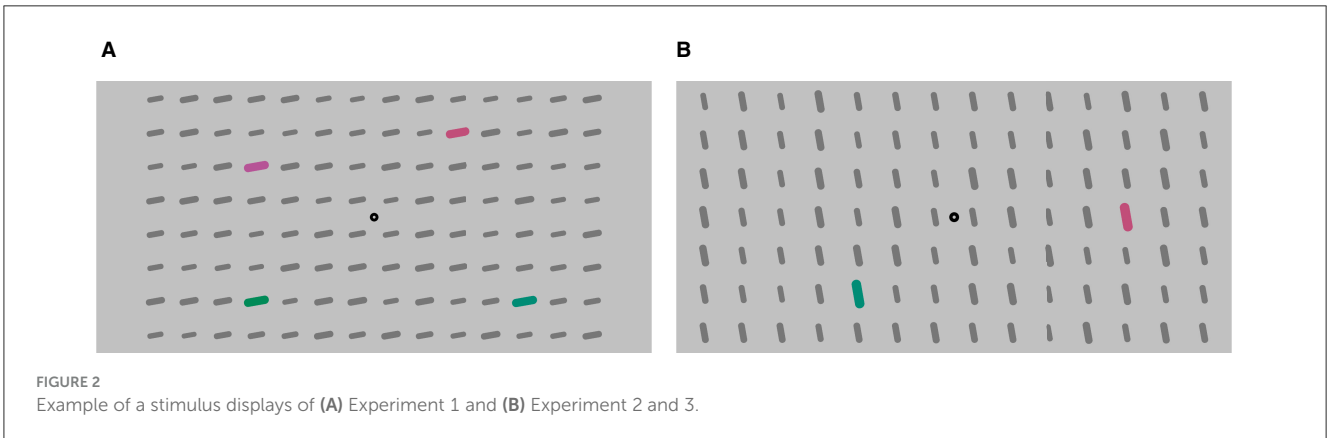 A
B
FIGURE 2
Example of a stimulus displays of (A) Experiment 1 and (B) Experiment 2 and 3.